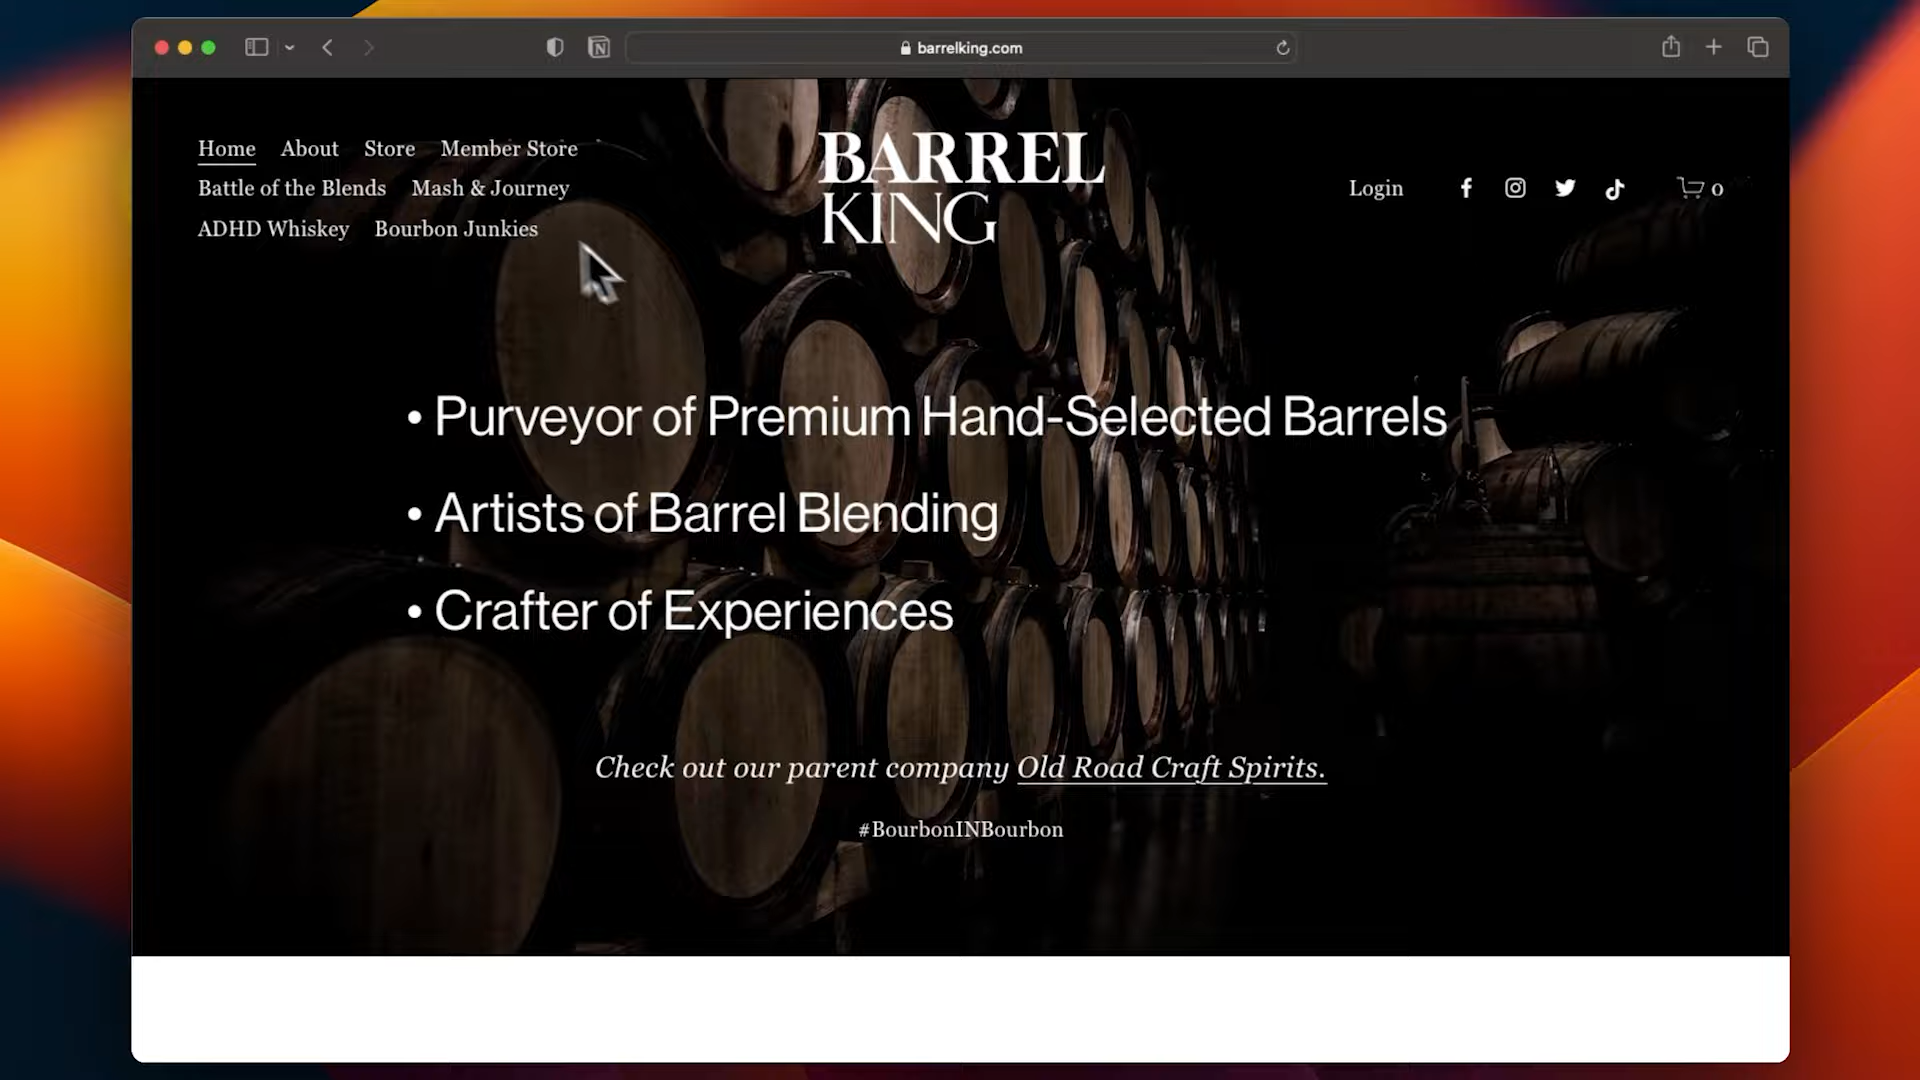 barrelking.com
Home About Store Member Store
Battle of the Blends Mash & Journey
ADHD Whiskey Bourbon Junkies
BARREL
KING
Login
0
• Purveyor of Premium Hand-Selected Barrels
• Artists of Barrel Blending
• Crafter of Experiences
Check out our parent company Old Road Craft Spirits.
#BourbonINBourbon